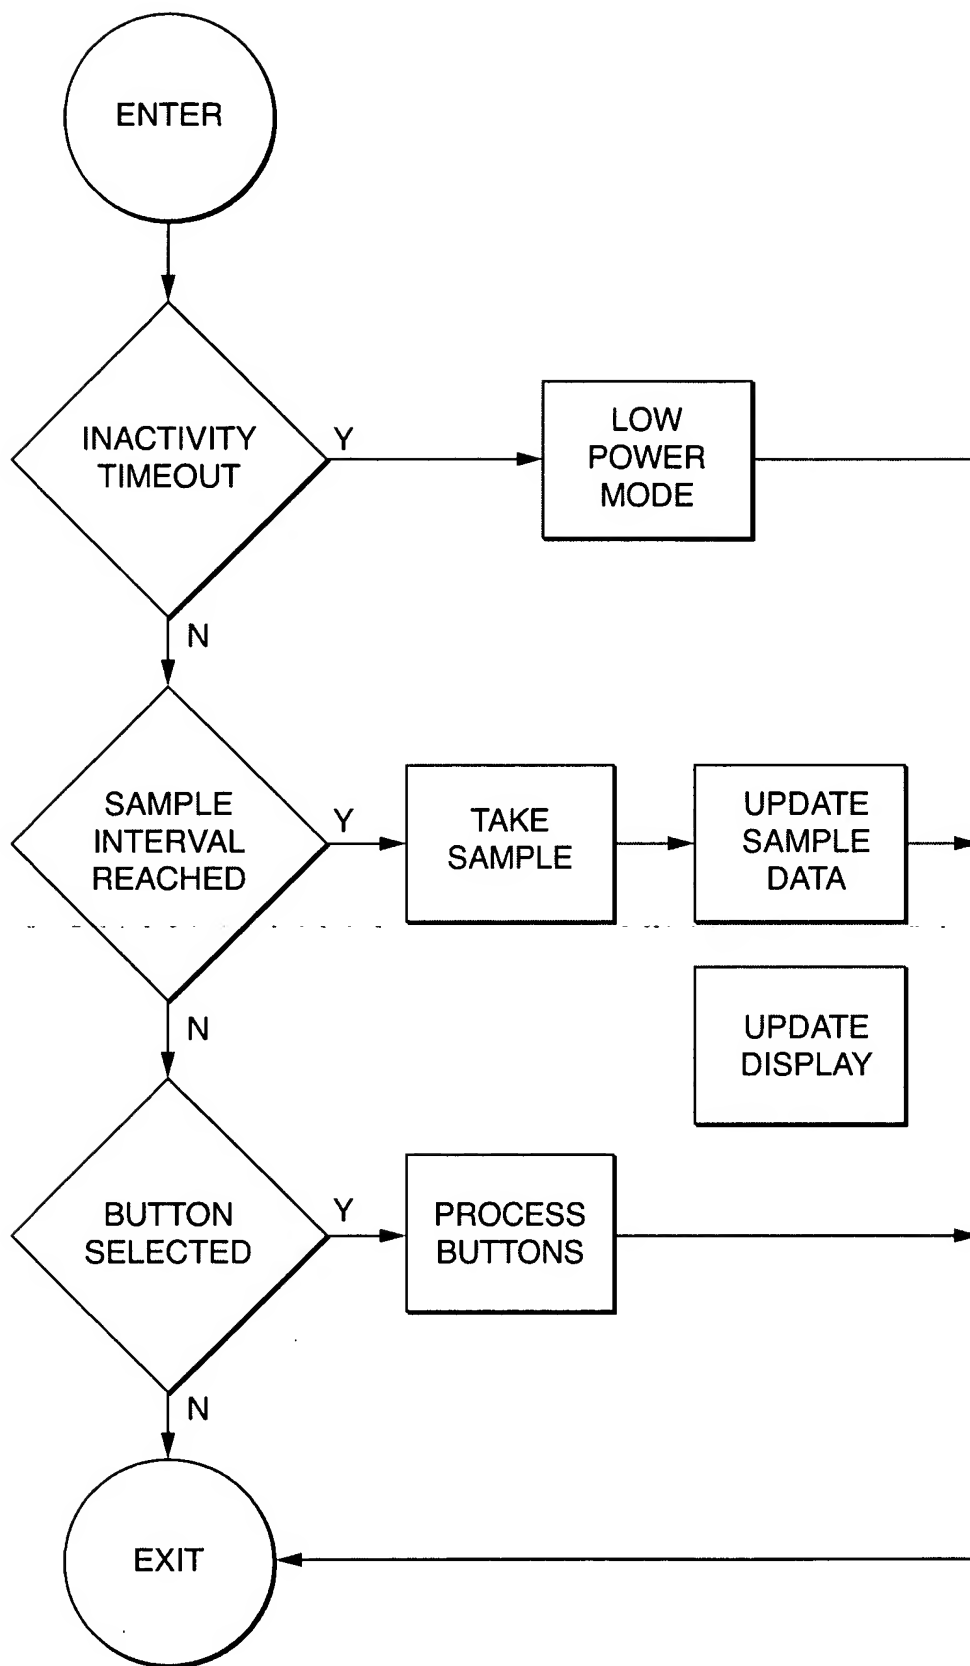 ENTER
INACTIVITY
TIMEOUT
Y
LOW
POWER
MODE
N
SAMPLE
INTERVAL
REACHED
Y
TAKE
SAMPLE
UPDATE
SAMPLE
DATA
N
UPDATE
DISPLAY
BUTTON
SELECTED
Y
PROCESS
BUTTONS
N
EXIT